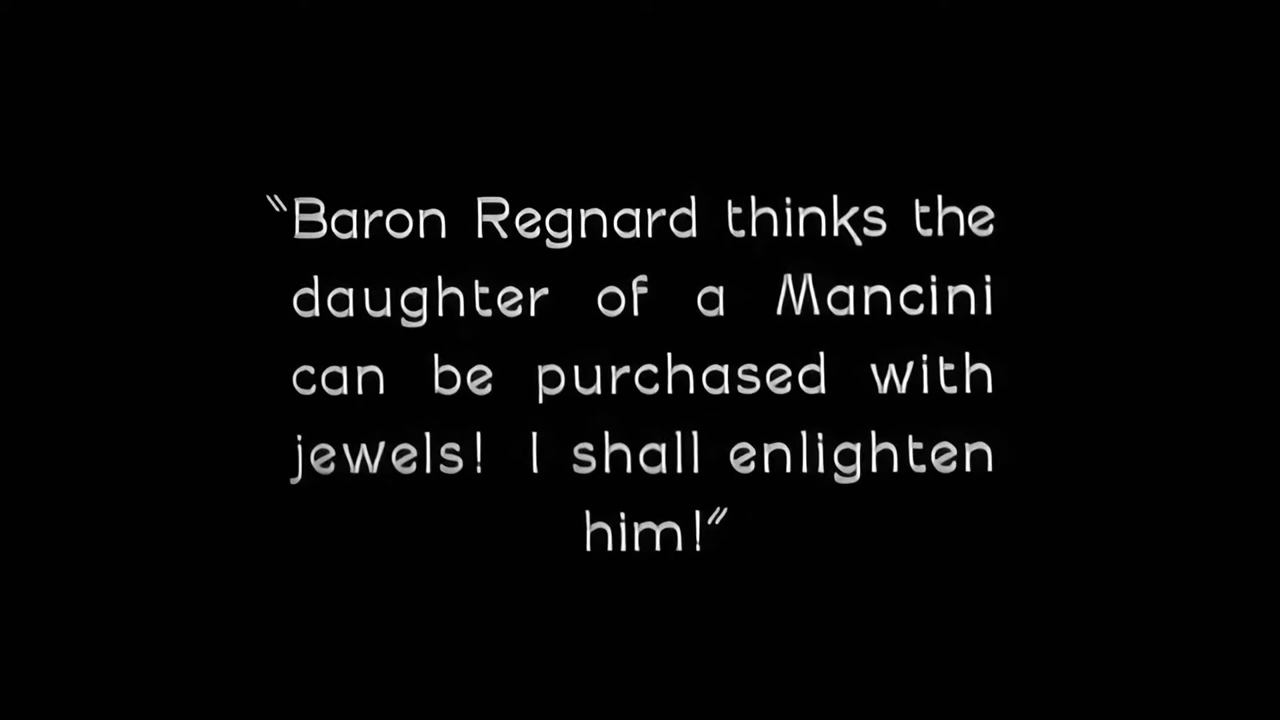 “Baron Regnard thinks the
daughter of a Mancini
can be purchased with
jewels! I shall enlighten
him!”